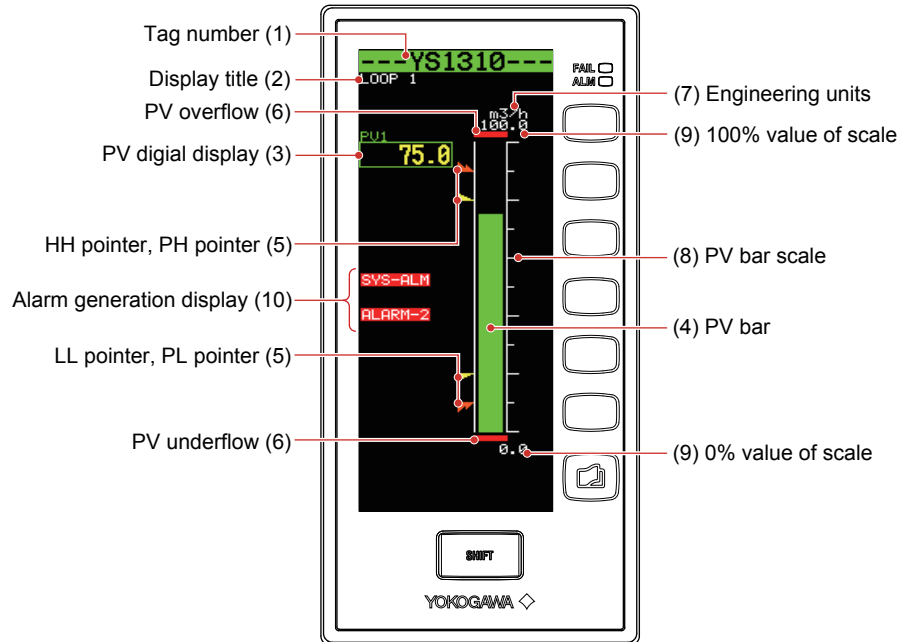 Tag number (1)
Display title (2)
PV overflow (6)
PV digial display (3)
HH pointer, PH pointer (5)
Alarm generation display (10)
LL pointer, PL pointer (5)
PV underflow (6)
---YS1310---
LOOP 1
m3/h
100.0
PV1
75.0
SYS-ALM
ALARM-2
0.0
FAIL
ALM
SHIFT
YOKOGAWA
(7) Engineering units
(9) 100% value of scale
(8) PV bar scale
(4) PV bar
(9) 0% value of scale